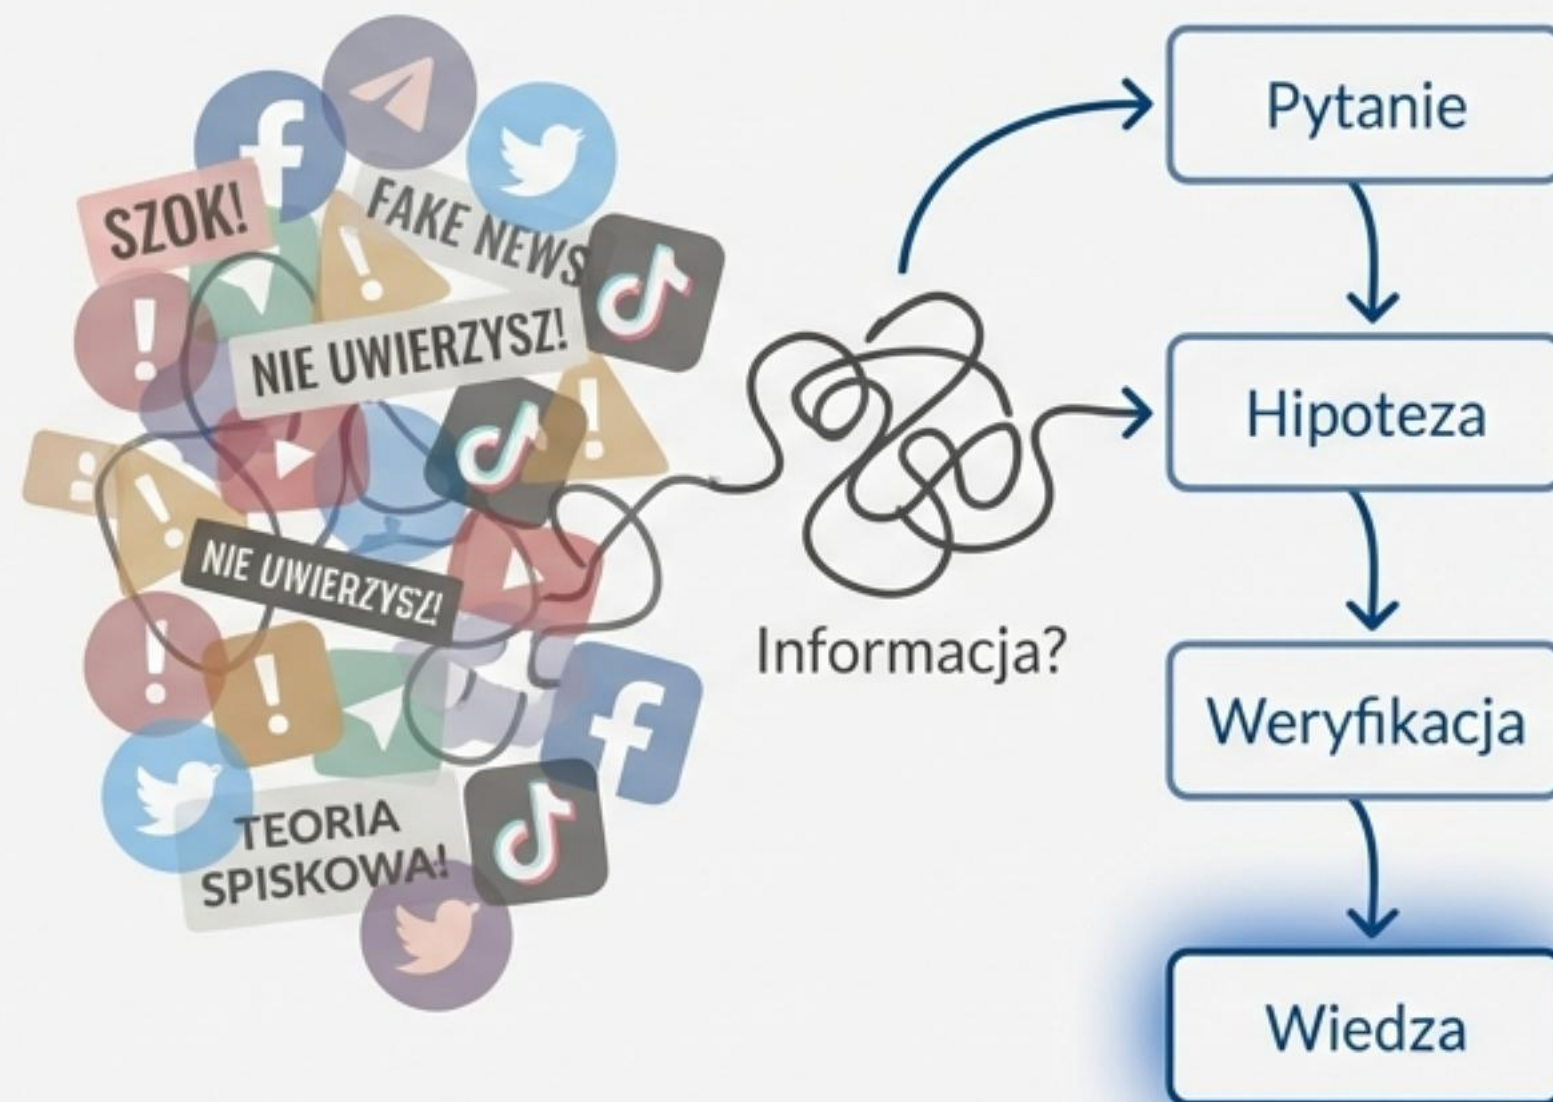 SZOK!
FAKE NEWS
NIE UWIERZYSZ!
NIE UWIERZYSZ!
TEORIA
SPISKOWA!
Informacja?
Pytanie
Hipoteza
Weryfikacja
Wiedza